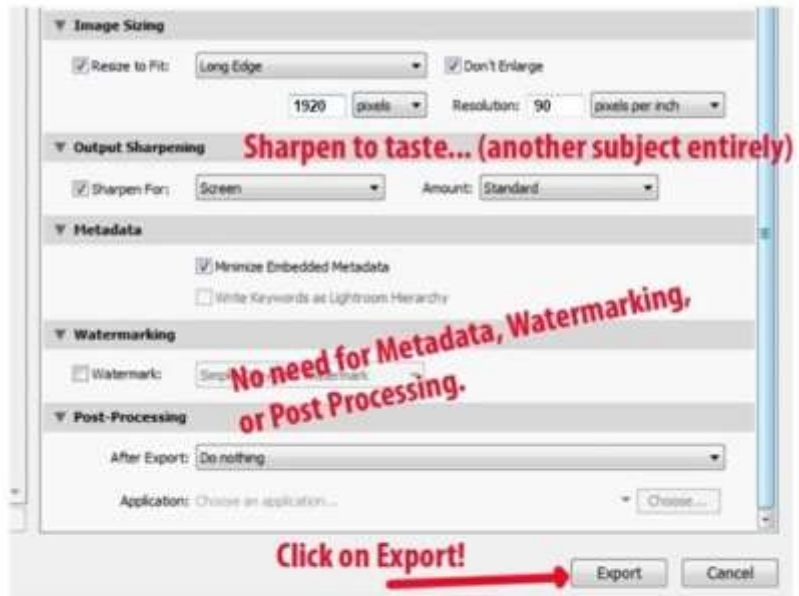 Image Sizing
Resize to Fit: Long Edge Don't Enlarge
1920 pixels Resolution: 90 pixels per inch
Output Sharpening Sharpen to taste... (another subject entirely)
Sharpen For: Screen Amount: Standard
Metadata
Minimize Embedded Metadata
Write Keywords as Lightroom Hierarchy
Watermarking
No need for Metadata, Watermarking,
or Post Processing.
Watermark:
Post-Processing
After Export: Do nothing
Application: Choose an application... Choose...
Click on Export!
Export Cancel